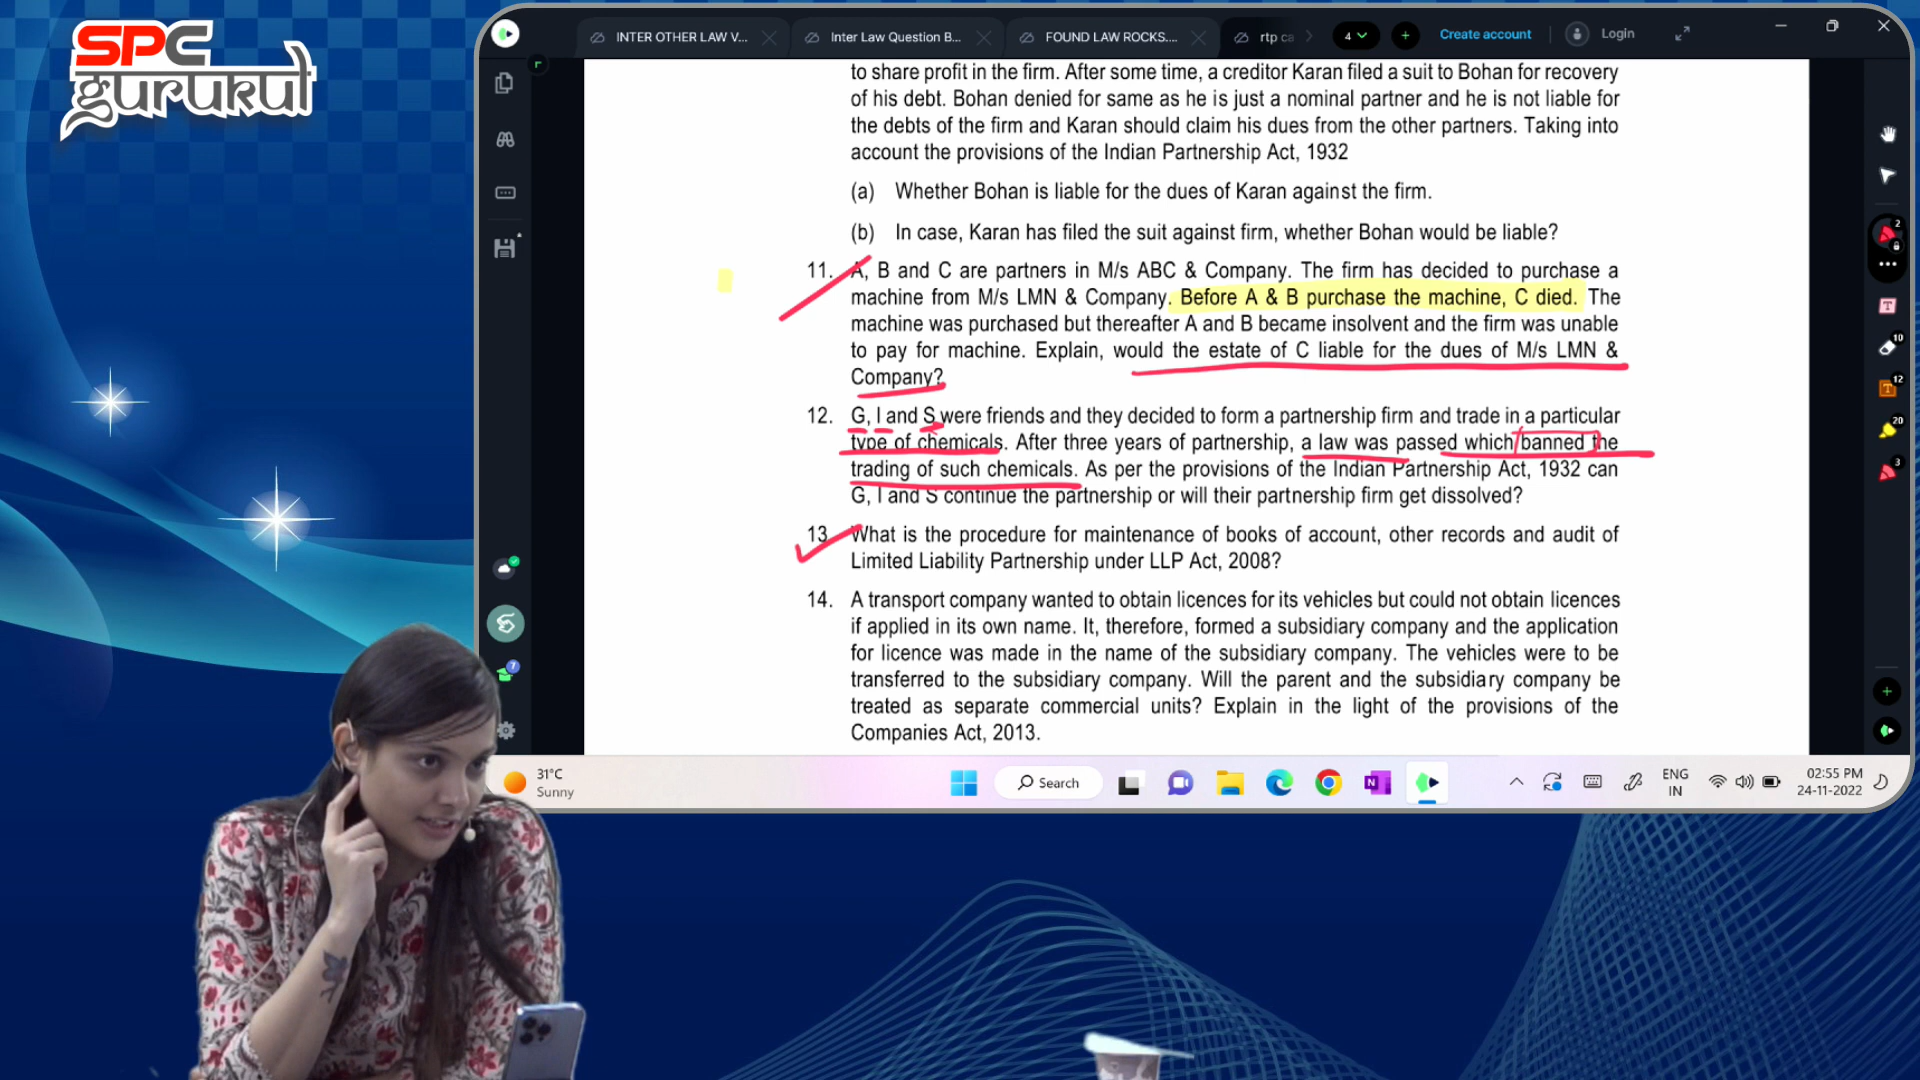 SPC
gurukul
INTER OTHER LAW V...
Inter Law Question B...
FOUND LAW ROCKS....
rtp ca
4
Create account
Login
to share profit in the firm. After some time, a creditor Karan filed a suit to Bohan for recovery
of his debt. Bohan denied for same as he is just a nominal partner and he is not liable for
the debts of the firm and Karan should claim his dues from the other partners. Taking into
account the provisions of the Indian Partnership Act, 1932
(a) Whether Bohan is liable for the dues of Karan against the firm.
(b) In case, Karan has filed the suit against firm, whether Bohan would be liable?
11. A, B and C are partners in M/s ABC & Company. The firm has decided to purchase a
machine from M/s LMN & Company. Before A & B purchase the machine, C died. The
machine was purchased but thereafter A and B became insolvent and the firm was unable
to pay for machine. Explain, would the estate of C liable for the dues of M/s LMN &
Company?
12. G, I and S were friends and they decided to form a partnership firm and trade in a particular
type of chemicals. After three years of partnership, a law was passed which banned the
trading of such chemicals. As per the provisions of the Indian Partnership Act, 1932 can
G, I and S continue the partnership or will their partnership firm get dissolved?
13. What is the procedure for maintenance of books of account, other records and audit of
Limited Liability Partnership under LLP Act, 2008?
14. A transport company wanted to obtain licences for its vehicles but could not obtain licences
if applied in its own name. It, therefore, formed a subsidiary company and the application
for licence was made in the name of the subsidiary company. The vehicles were to be
transferred to the subsidiary company. Will the parent and the subsidiary company be
treated as separate commercial units? Explain in the light of the provisions of the
Companies Act, 2013.
2
10
12
20
3
7
31°C
Sunny
Search
ENG
IN
02:55 PM
24-11-2022